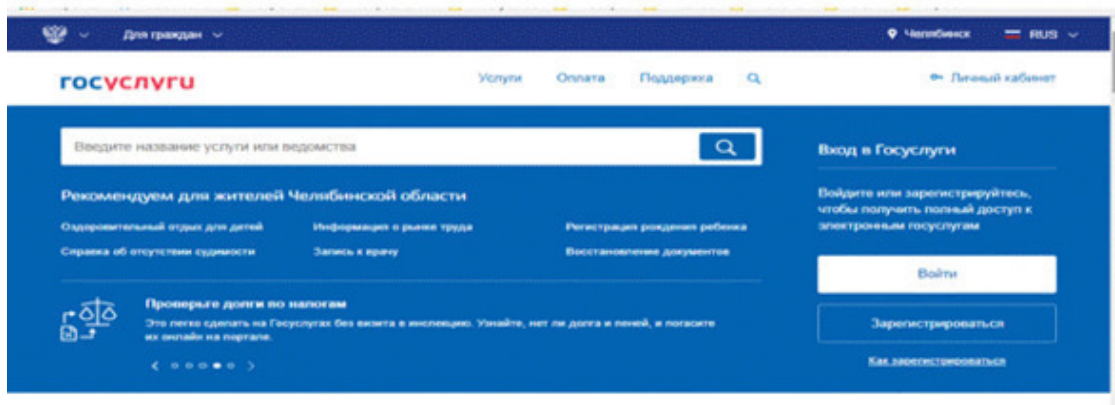 Для граждан
Челябинск RUS
госуслуги
Услуги Оплата Поддержка
Личный кабинет
Введите название услуги или ведомства
Рекомендуем для жителей Челябинской области
Оздоровительный отдых для детей Информация о рынке труда Регистрация рождения ребенка
Справка об отсутствии судимости Запись к врачу Восстановление документов
Проверьте долги по налогам
Это легко сделать на Госуслугах без визита в инспекцию. Узнайте, нет ли долга и пеней, и погасите
их онлайн на портале.
Вход в Госуслуги
Войдите или зарегистрируйтесь,
чтобы получить полный доступ к
электронным госуслугам
Войти
Зарегистрироваться
Как зарегистрироваться